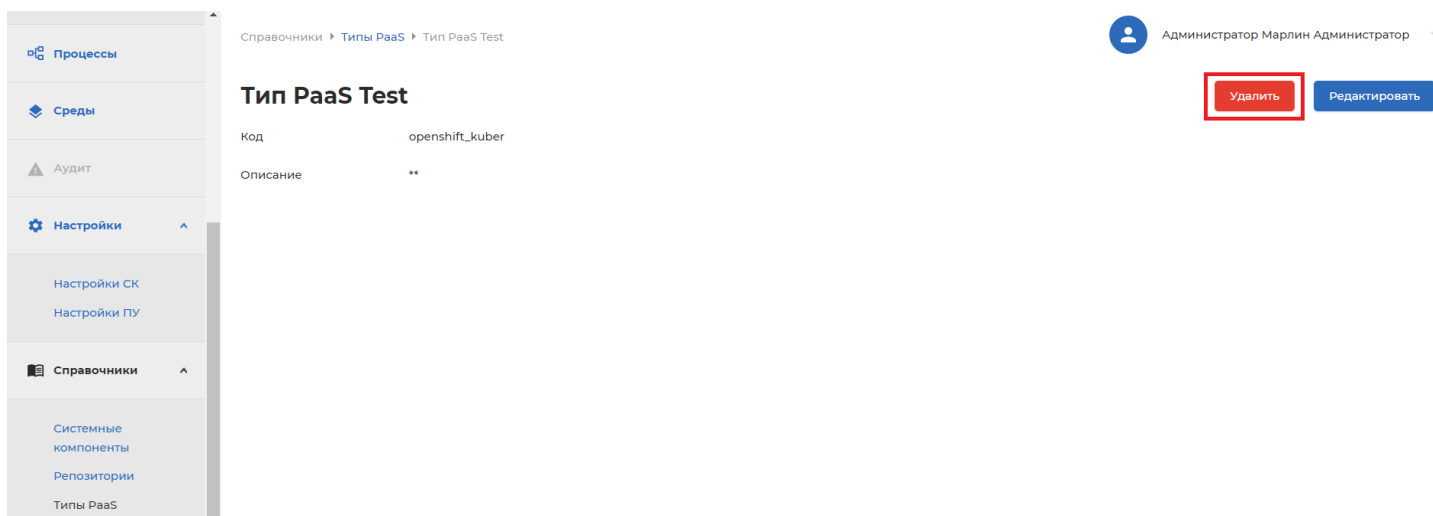 Процессы
Среды
Аудит
Настройки
Настройки СК
Настройки ПУ
Справочники
Системные
компоненты
Репозитории
Типы PaaS
Справочники Типы PaaS Тип PaaS Test
Администратор Марлин Администратор
Тип PaaS Test
Удалить
Редактировать
Код openshift_kuber
Описание **